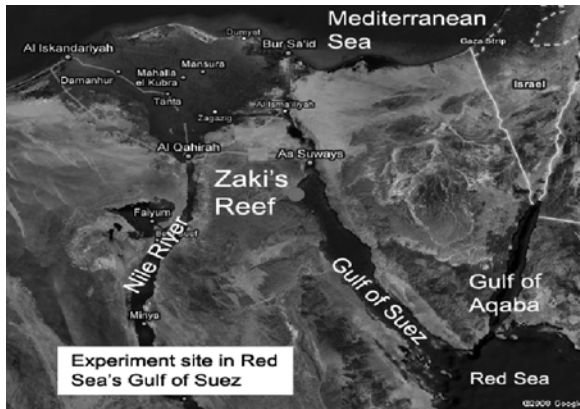 Mediterranean
Sea
Dumyat
Al Iskandariyah
Bur Sa'id
Gaza Strip
Mansura
Damanhur
Mahalla
el Kubra
Israel
Tanta
Zagazig
Al Isma'iliyah
Al Qahirah
As Suways
Zaki's
Reef
Faiyum
Nile River
Gulf of Suez
Gulf of
Aqaba
Minya
Experiment site in Red
Sea's Gulf of Suez
Red Sea
©2008 Google